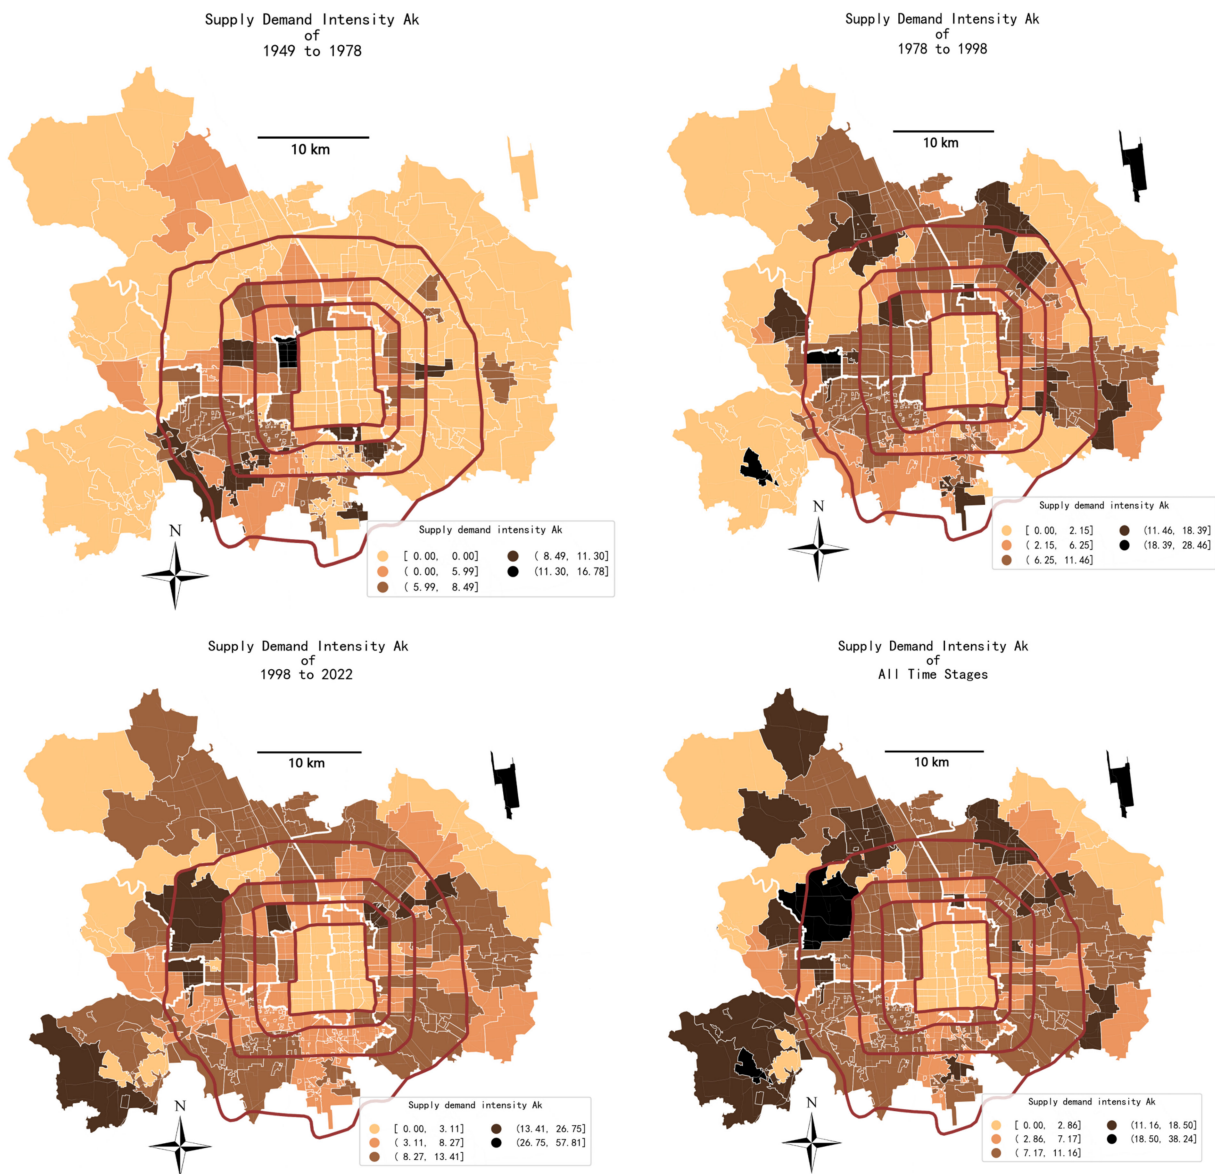 Supply Demand Intensity Ak
of
1949 to 1978
10 km
N
Supply demand intensity Ak
[ 0.00, 0.00]
( 0.00, 5.99]
( 5.99, 8.49]
( 8.49, 11.30]
(11.30, 16.78]
Supply Demand Intensity Ak
of
1978 to 1998
10 km
N
Supply demand intensity Ak
[ 0.00, 2.15]
( 2.15, 6.25]
( 6.25, 11.46]
(11.46, 18.39]
(18.39, 28.46]
Supply Demand Intensity Ak
of
1998 to 2022
10 km
N
Supply demand intensity Ak
[ 0.00, 3.11]
( 3.11, 8.27]
( 8.27, 13.41]
(13.41, 26.75]
(26.75, 57.81]
Supply Demand Intensity Ak
of
All Time Stages
10 km
N
Supply demand intensity Ak
[ 0.00, 2.86]
( 2.86, 7.17]
( 7.17, 11.16]
(11.16, 18.50]
(18.50, 38.24]